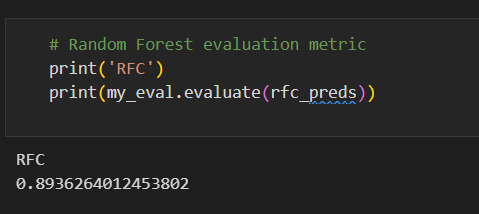 # Random Forest evaluation metric
print('RFC')
print(my_eval.evaluate(rfc_preds))
RFC
0.8936264012453802